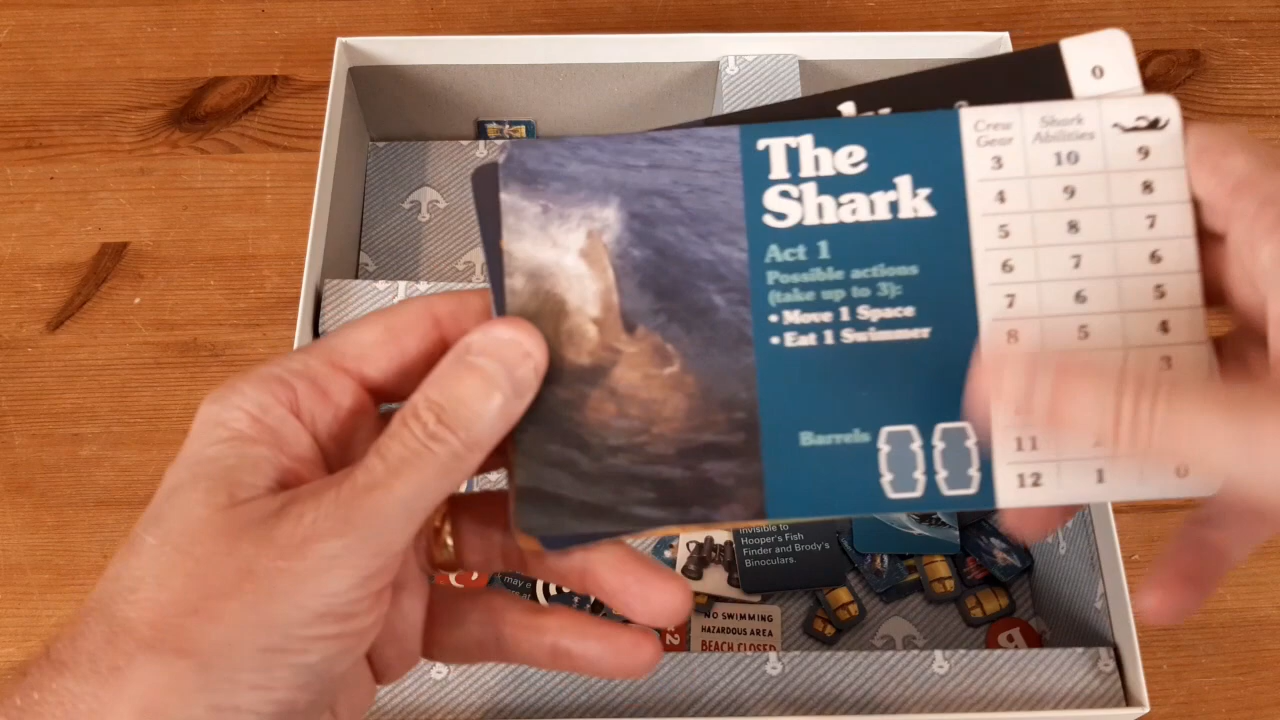 0
The
Shark
Act 1
Possible actions
(take up to 3):
• Move 1 Space
• Eat 1 Swimmer
Barrels
Crew Gear Shark Abilities
3 10 9
4 9 8
5 8 7
6 7 6
7 6 5
8 5 4
3
11
12 1 0
invisible to
Hooper's Fish
Finder and Brody's
Binoculars.
may
NO SWIMMING
HAZARDOUS AREA
BEACH CLOSED